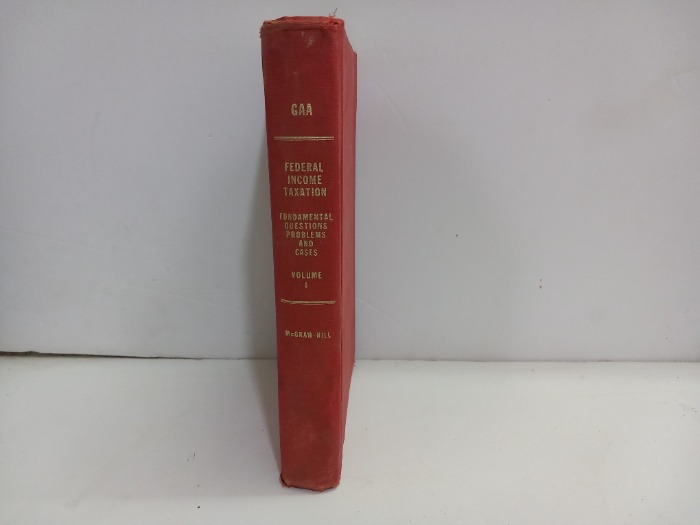 GAA
FEDERAL
INCOME
TAXATION
FUNDAMENTAL
QUESTIONS
PROBLEMS
AND
CASES
VOLUME
I
McGRAW-HILL